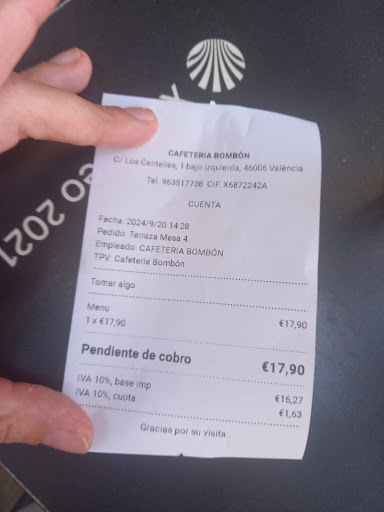 CAFETERIA BOMBÓN
C/ Los Centelles, 1 bajo izquierda, 46006 València
Tel. 963517738 CIF. X6872242A
CUENTA
Fecha: 2024/9/20 14:28
Pedido: Terraza Mesa 4
Empleado: CAFETERIA BOMBÓN
TPV: Cafeteria Bombón
Tomar algo
Menu
1 x €17,90 €17,90
Pendiente de cobro €17,90
IVA 10%, base imp €16,27
IVA 10%, cuota €1,63
Gracias por su visita
2021